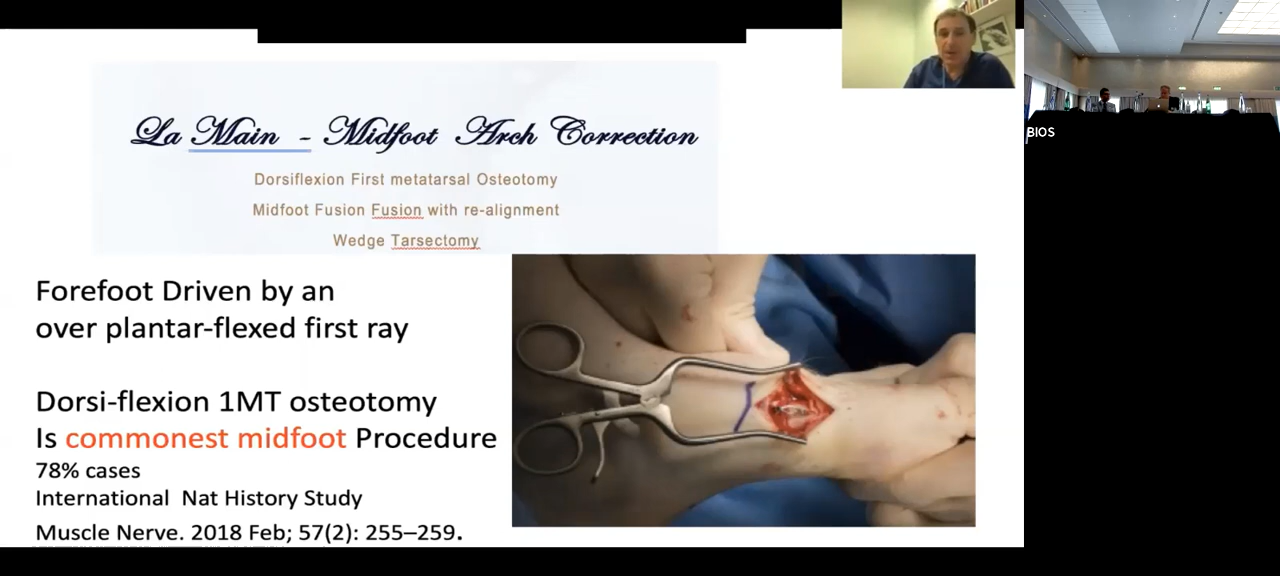 La Main - Midfoot Arch Correction
Dorsiflexion First metatarsal Osteotomy
Midfoot Fusion Fusion with re-alignment
Wedge Tarsectomy
Forefoot Driven by an
over plantar-flexed first ray
Dorsi-flexion 1MT osteotomy
Is commonest midfoot Procedure
78% cases
International Nat History Study
Muscle Nerve. 2018 Feb; 57(2): 255–259.
BIOS